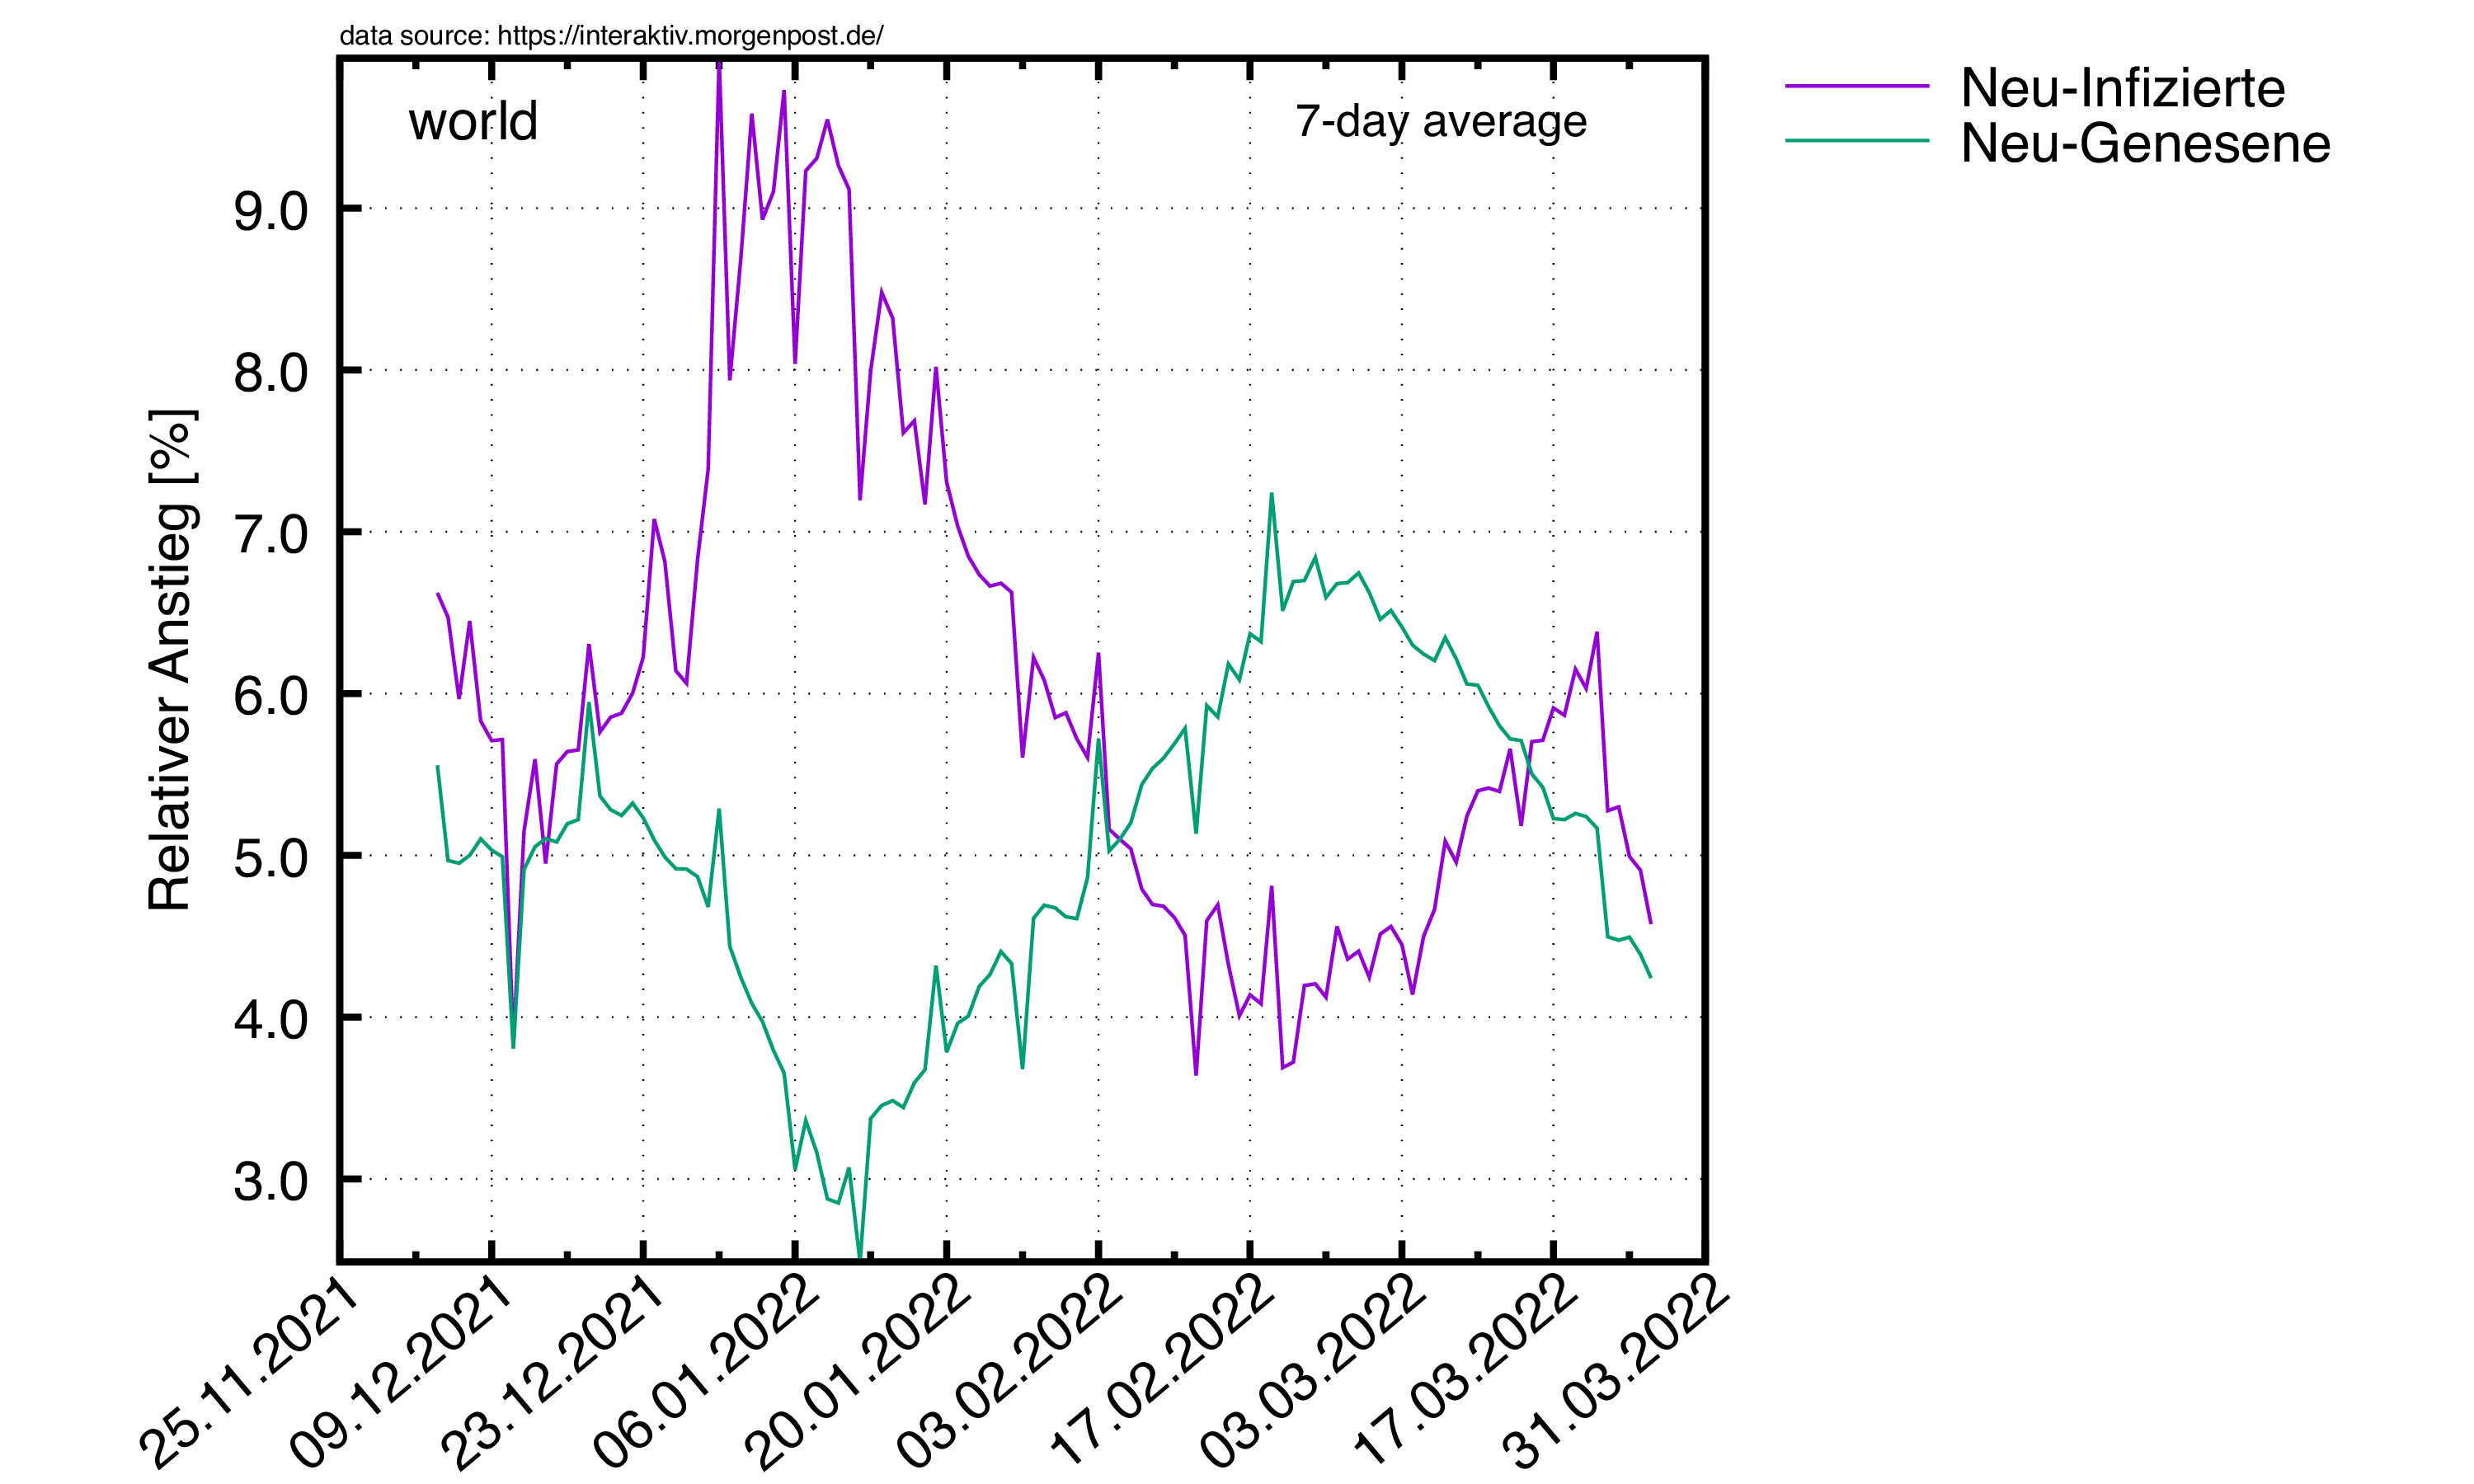 data source: https://interaktiv.morgenpost.de/
world
7-day average
Neu-Infizierte
Neu-Genesene
Relativer Anstieg [%]
9.0
8.0
7.0
6.0
5.0
4.0
3.0
25.11.2021
09.12.2021
23.12.2021
06.01.2022
20.01.2022
03.02.2022
17.02.2022
03.03.2022
17.03.2022
31.03.2022